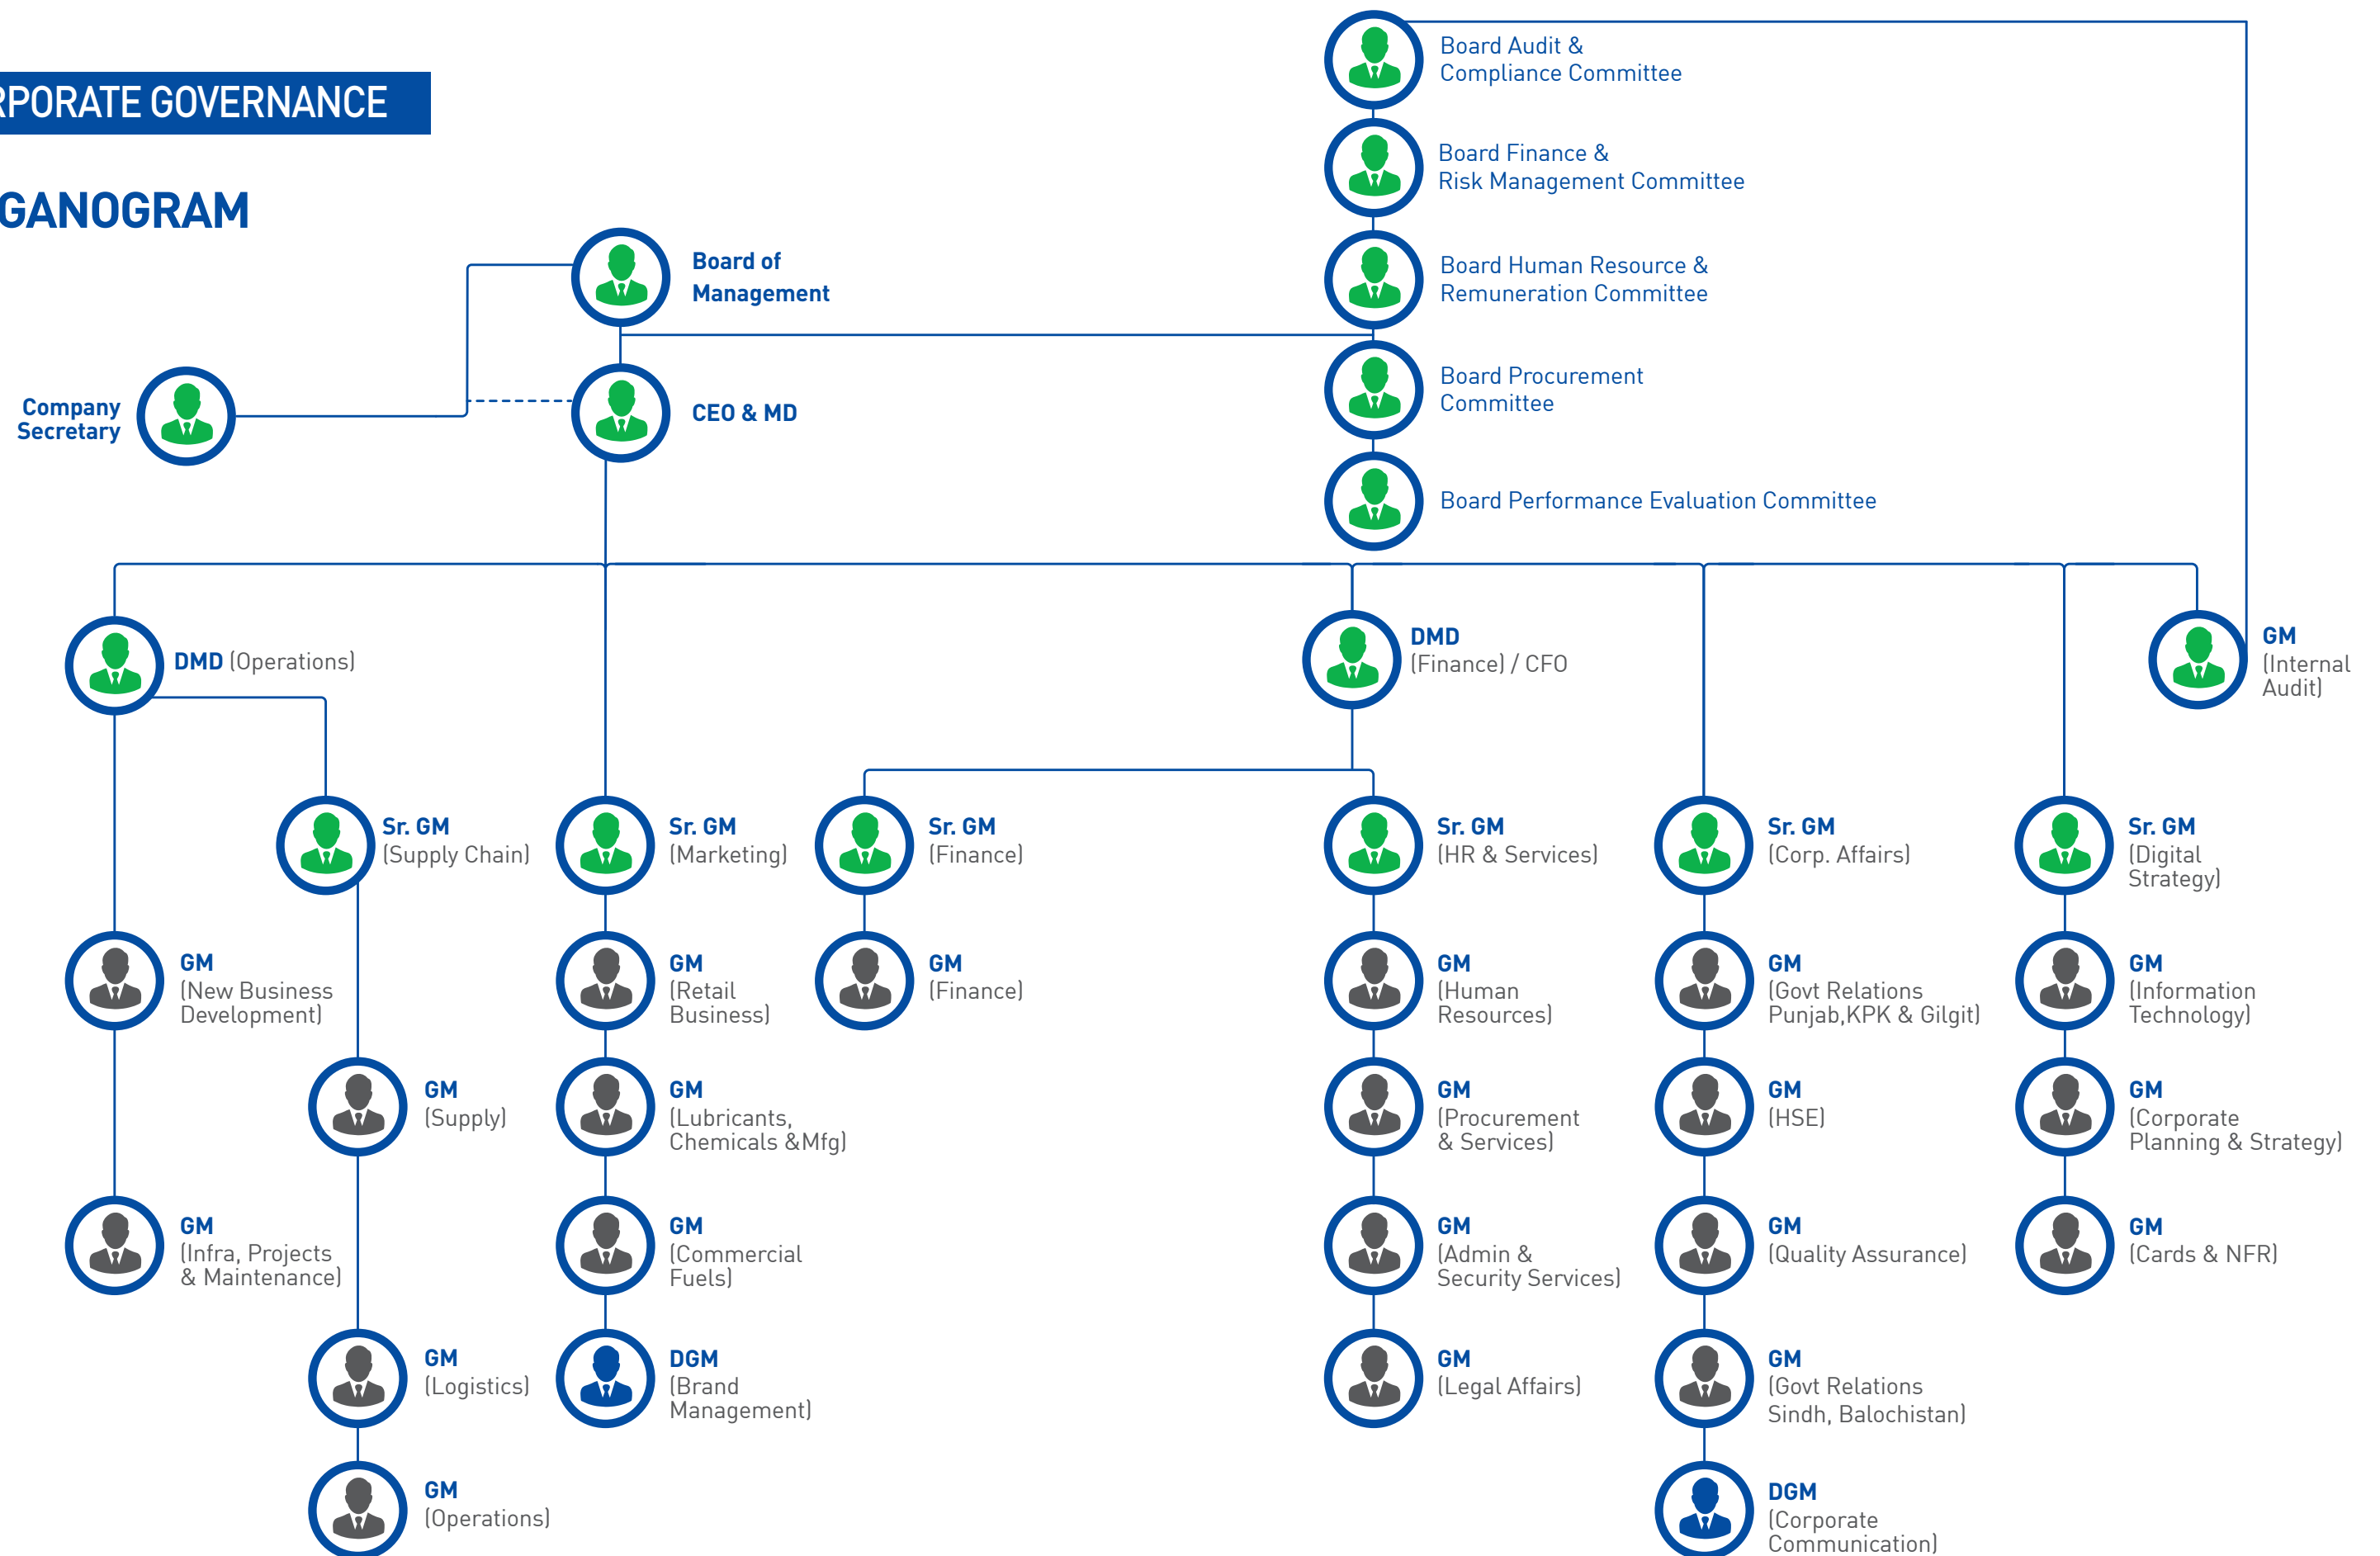 RPORATE GOVERNANCE
GANOGRAM
Board Audit &
Compliance Committee
Board Finance &
Risk Management Committee
Board of
Management
Board Human Resource &
Remuneration Committee
Company
Secretary
CEO & MD
Board Procurement
Committee
Board Performance Evaluation Committee
DMD (Operations)
DMD
(Finance) / CFO
GM
(Internal
Audit)
Sr. GM
(Supply Chain)
Sr. GM
(Marketing)
Sr. GM
(Finance)
Sr. GM
(HR & Services)
Sr. GM
(Corp. Affairs)
Sr. GM
(Digital
Strategy)
GM
(New Business
Development)
GM
(Retail
Business)
GM
(Finance)
GM
(Human
Resources)
GM
(Govt Relations
Punjab,KPK & Gilgit)
GM
(Information
Technology)
GM
(Supply)
GM
(Lubricants,
Chemicals &Mfg)
GM
(Procurement
& Services)
GM
(HSE)
GM
(Corporate
Planning & Strategy)
GM
(Infra, Projects
& Maintenance)
GM
(Commercial
Fuels)
GM
(Admin &
Security Services)
GM
(Quality Assurance)
GM
(Cards & NFR)
GM
(Logistics)
DGM
(Brand
Management)
GM
(Legal Affairs)
GM
(Govt Relations
Sindh, Balochistan)
GM
(Operations)
DGM
(Corporate
Communication)